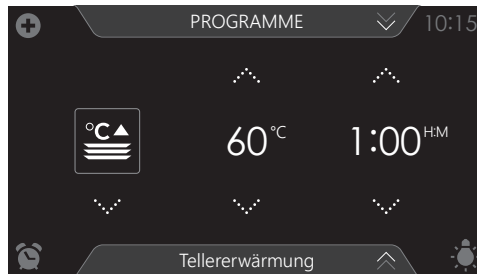 PROGRAMME
10:15
°C
60 °C
1:00 H:M
Tellererwärmung